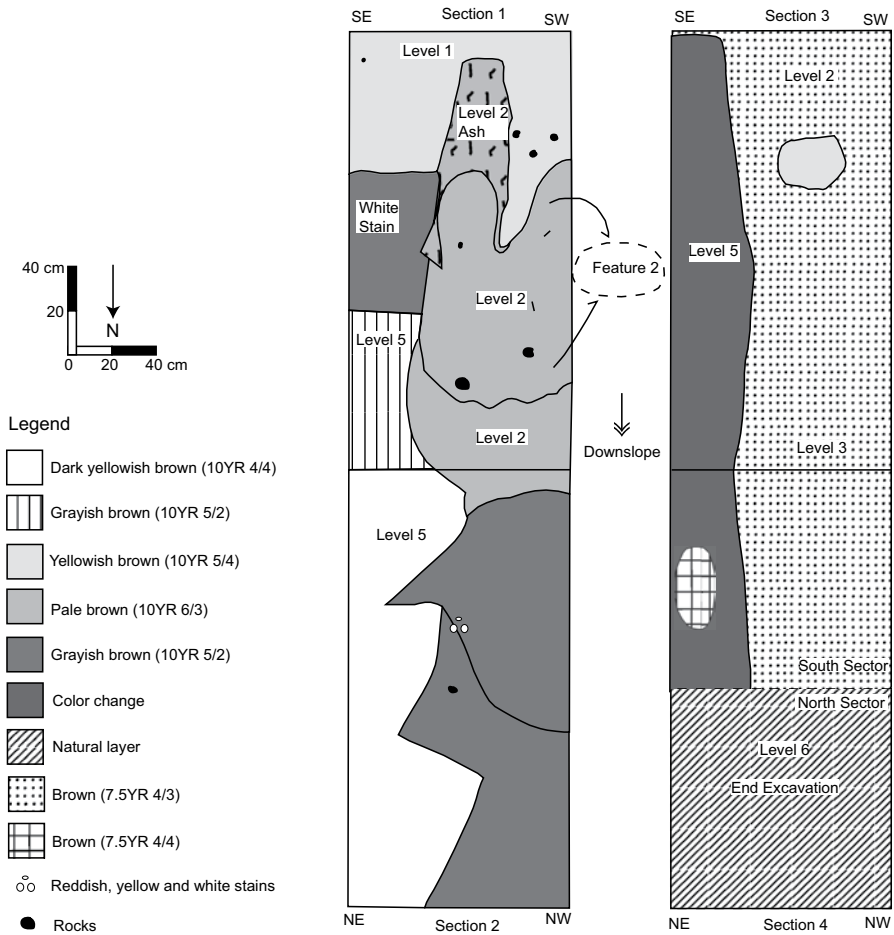 SE
Section 1
SW
SE
Section 3
SW
Level 1
Level 2
Ash
White
Stain
Level 2
Feature 2
Level 5
Level 2
Downslope
Level 5
Level 2
Level 5
Level 3
South Sector
North Sector
Level 6
End Excavation
NE
Section 2
NW
NE
Section 4
NW
40 cm
20
N
0
20
40 cm
Legend
Dark yellowish brown (10YR 4/4)
Grayish brown (10YR 5/2)
Yellowish brown (10YR 5/4)
Pale brown (10YR 6/3)
Grayish brown (10YR 5/2)
Color change
Natural layer
Brown (7.5YR 4/3)
Brown (7.5YR 4/4)
Reddish, yellow and white stains
Rocks